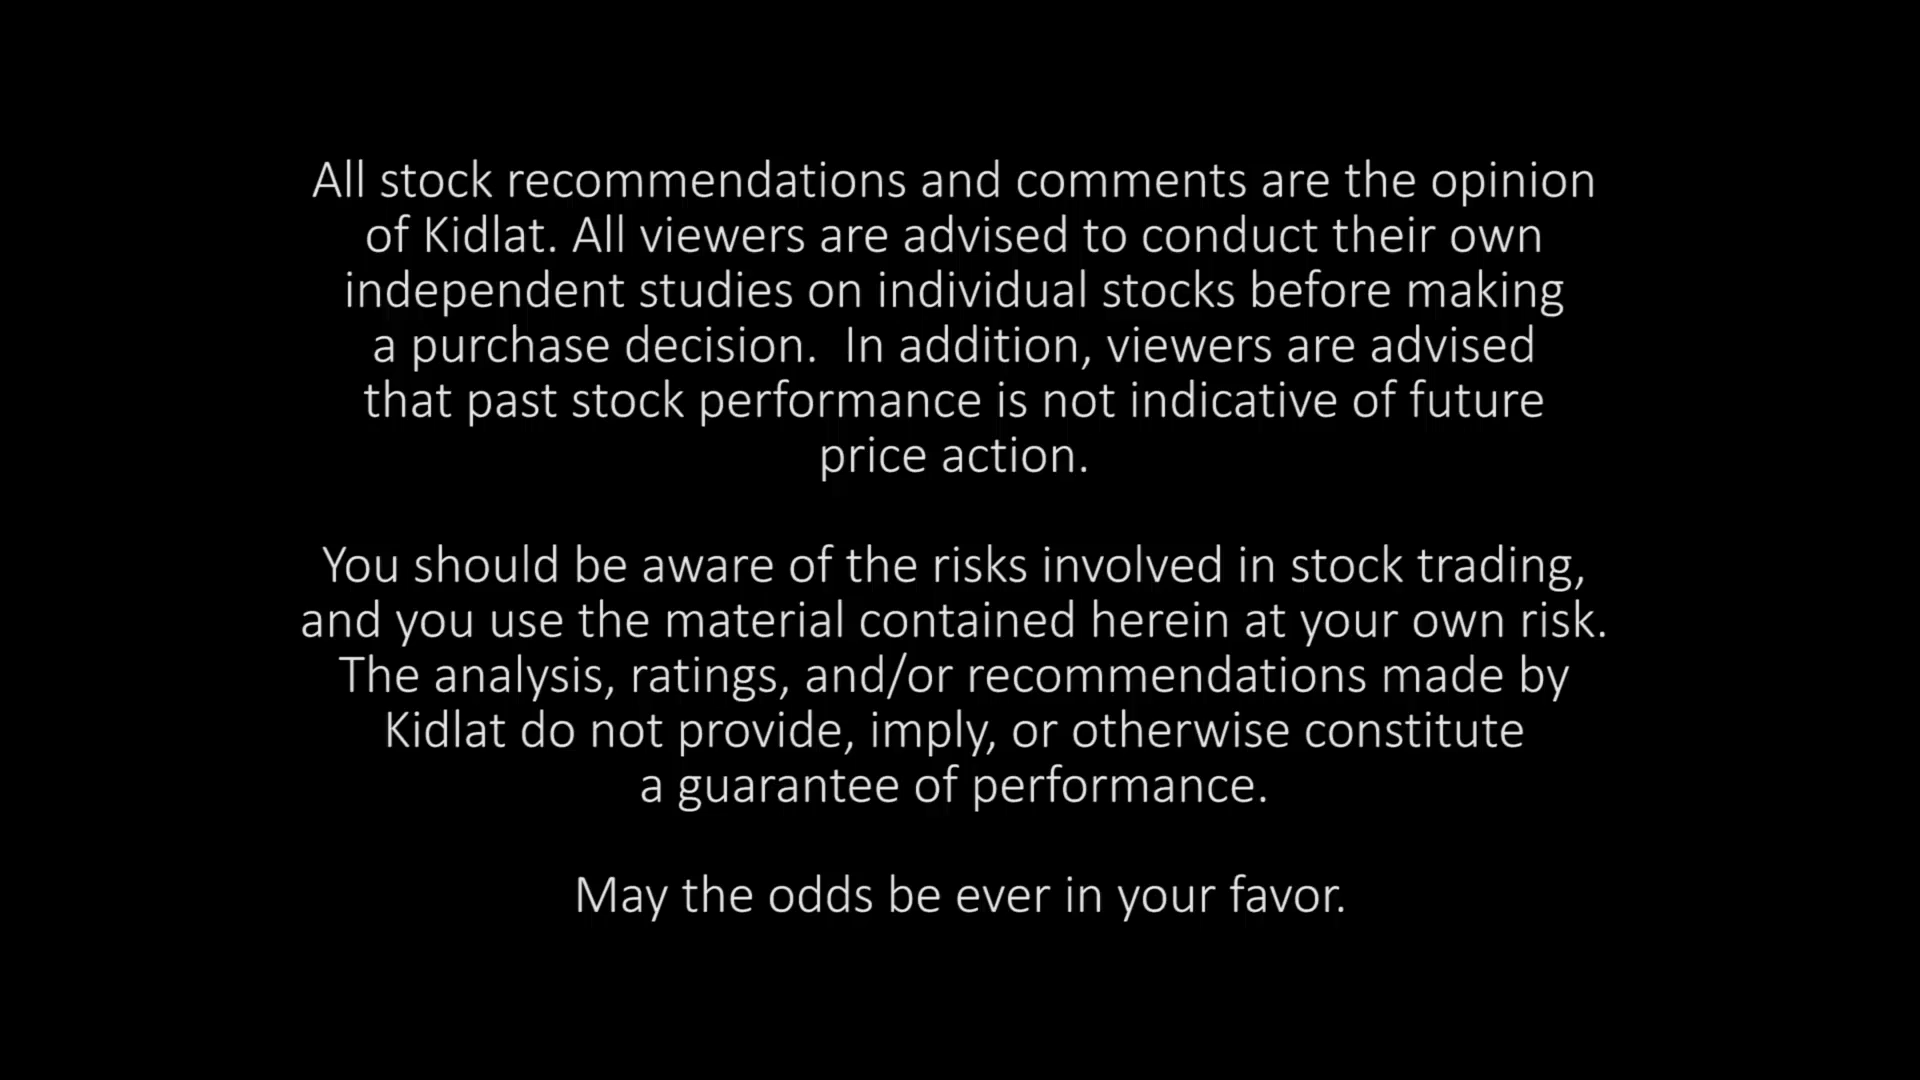 All stock recommendations and comments are the opinion
of Kidlat. All viewers are advised to conduct their own
independent studies on individual stocks before making
a purchase decision.  In addition, viewers are advised
that past stock performance is not indicative of future
price action.
You should be aware of the risks involved in stock trading,
and you use the material contained herein at your own risk.
The analysis, ratings, and/or recommendations made by
Kidlat do not provide, imply, or otherwise constitute
a guarantee of performance.
May the odds be ever in your favor.